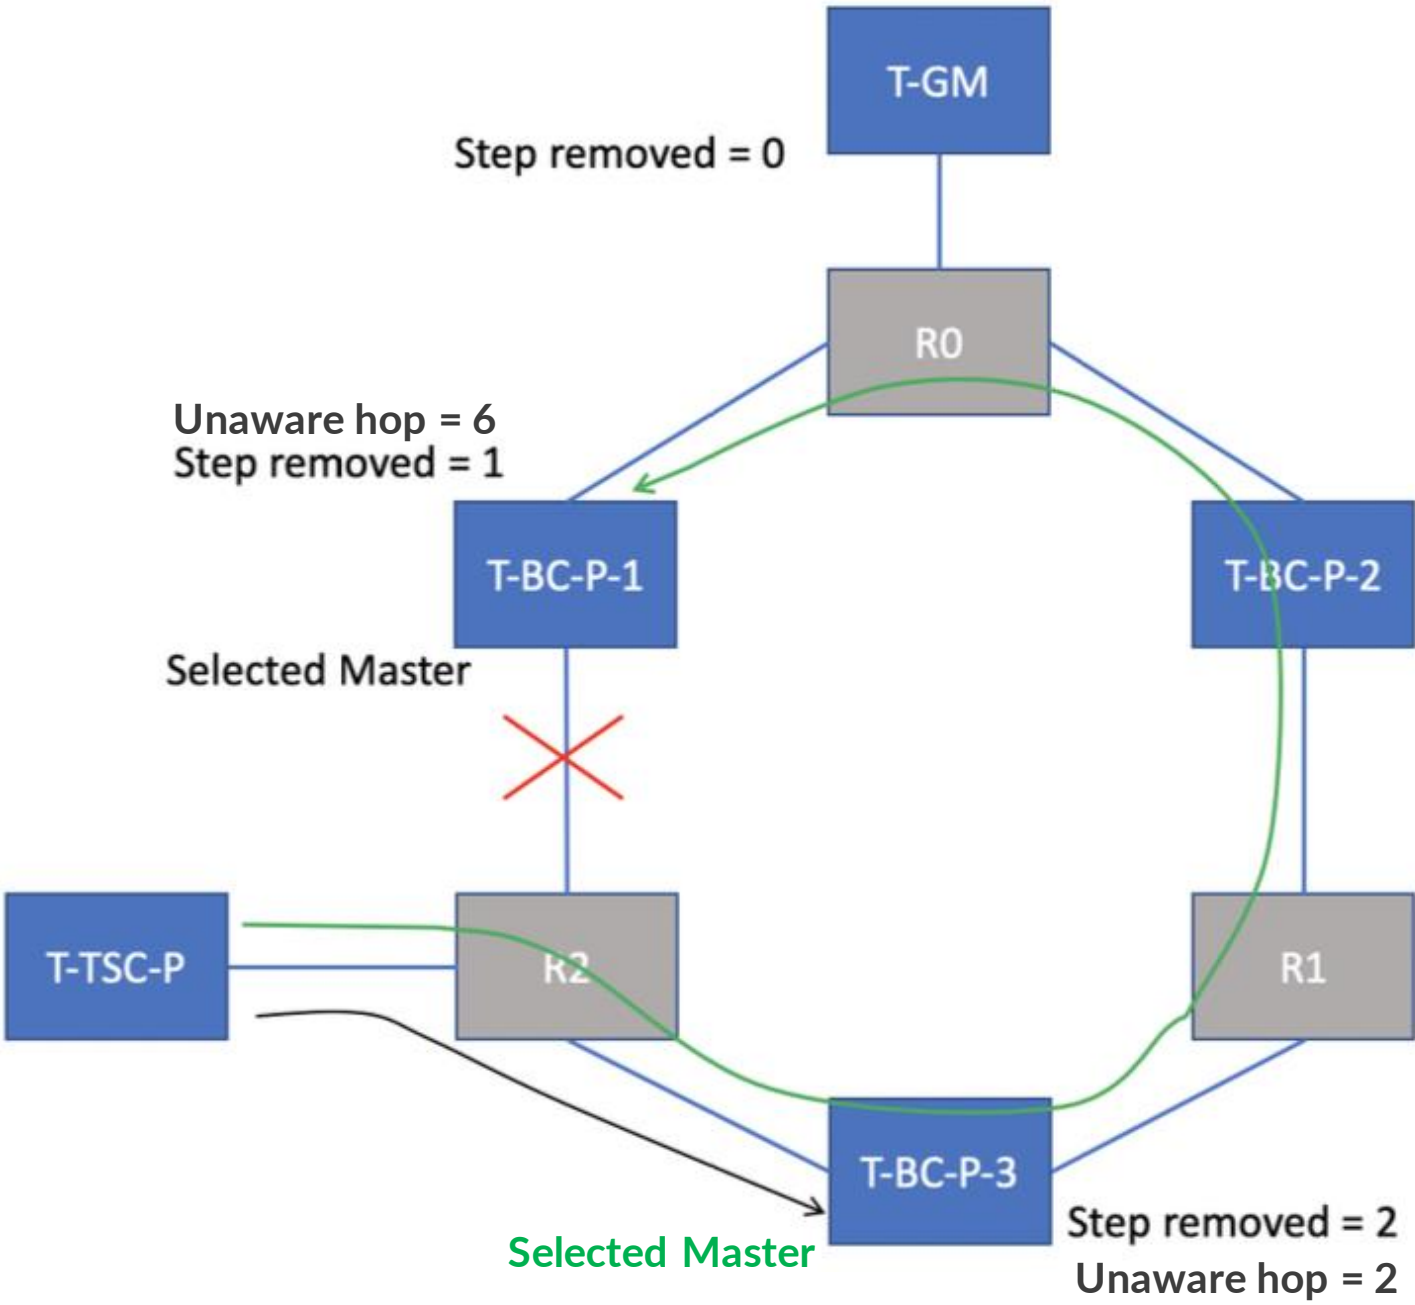 T-GM
Step removed = 0
R0
Unaware hop = 6
Step removed = 1
T-BC-P-1
T-BC-P-2
Selected Master
T-TSC-P
R2
R1
T-BC-P-3
Step removed = 2
Selected Master
Unaware hop = 2